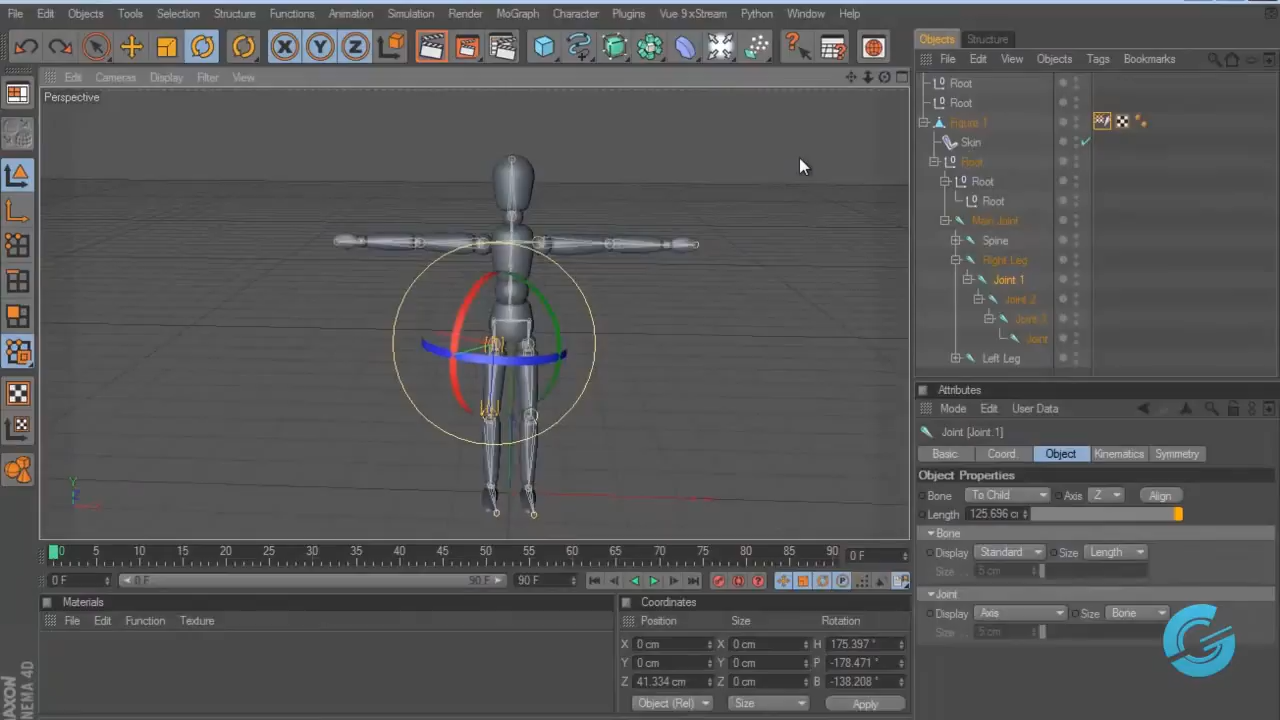 File Edit Objects Tools Selection Structure Functions Animation Simulation Render MoGraph Character Plugins Vue 9 xStream Python Window Help
Objects Structure
File Edit View Objects Tags Bookmarks
Edit Cameras Display Filter View
Perspective
Root
Root
Figure 1
Skin
Root
Root
Root
Main Joint
Spine
Right Leg
Joint 1
Joint 2
Joint
Joint
Left Leg
Attributes
Mode Edit User Data
Joint [Joint.1]
Basic Coord. Object Kinematics Symmetry
Object Properties
Bone To Child Axis Z Align
Length 125.696 c
Bone
Display Standard Size Length
Size 5 cm
Joint
Display Axis Size Bone
Size 5 cm
0 5 10 15 20 25 30 35 40 45 50 55 60 65 70 75 80 85 90 0 F
0 F 0 F 90 F 90 F
Materials
File Edit Function Texture
Coordinates
Position Size Rotation
X 0 cm X 0 cm H 175.397 °
Y 0 cm Y 0 cm P -178.471 °
Z 41.334 cm Z 0 cm B -138.208 °
Object (Rel) Size Apply